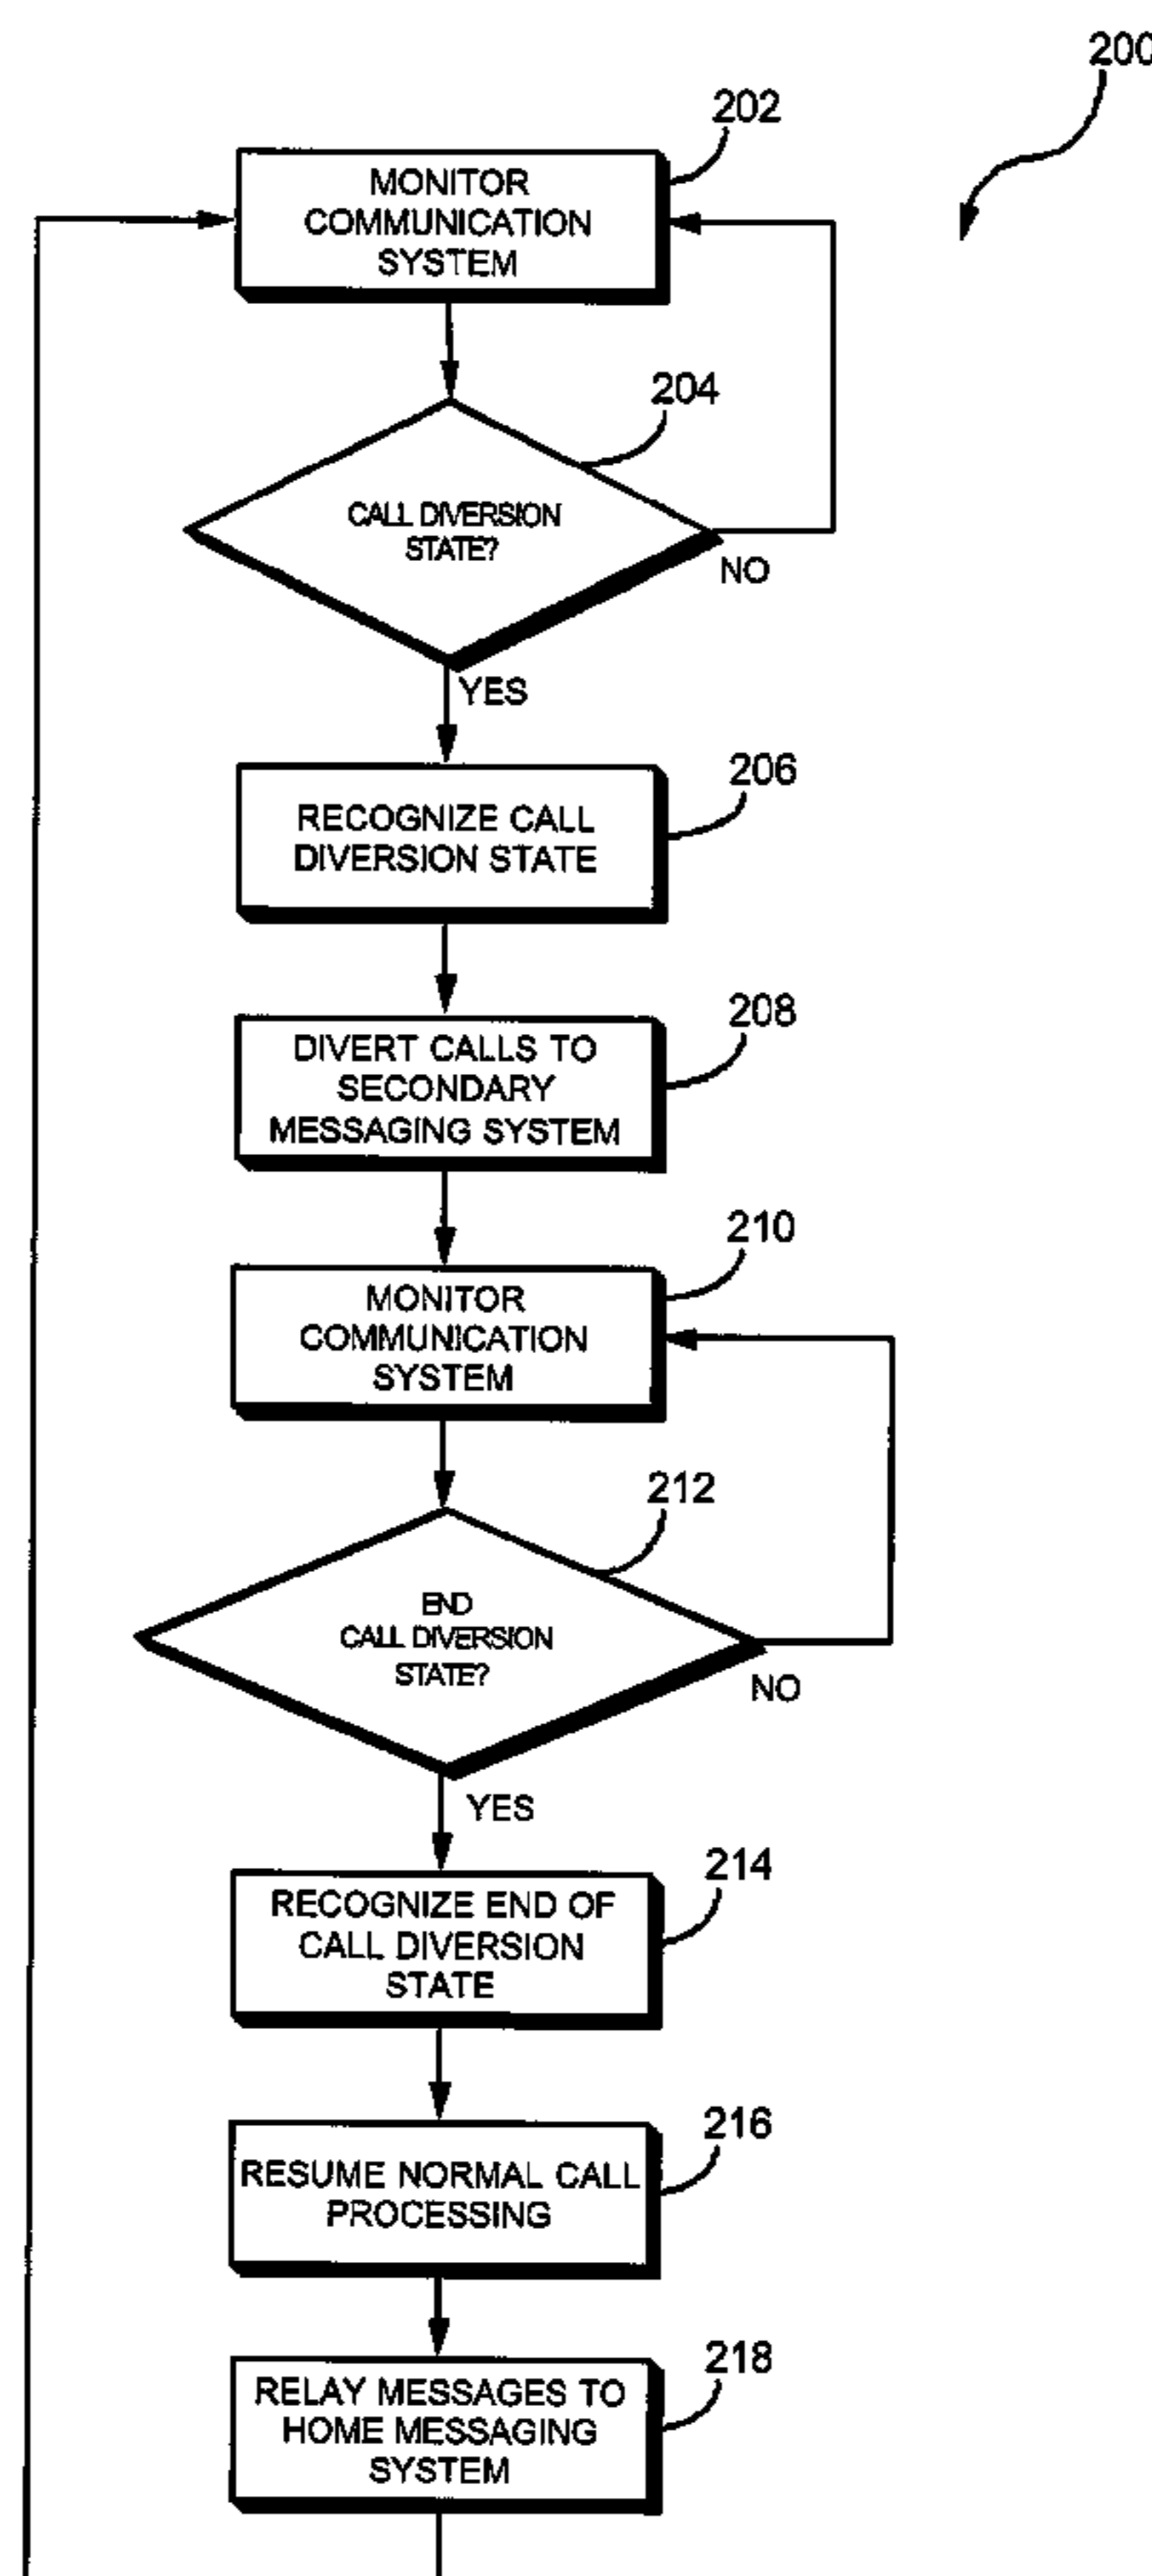 200
202
MONITOR
COMMUNICATION
SYSTEM
204
CALL DIVERSION
STATE?
NO
YES
206
RECOGNIZE CALL
DIVERSION STATE
208
DIVERT CALLS TO
SECONDARY
MESSAGING SYSTEM
210
MONITOR
COMMUNICATION
SYSTEM
212
END
CALL DIVERSION
STATE?
NO
YES
214
RECOGNIZE END OF
CALL DIVERSION
STATE
216
RESUME NORMAL CALL
PROCESSING
218
RELAY MESSAGES TO
HOME MESSAGING
SYSTEM